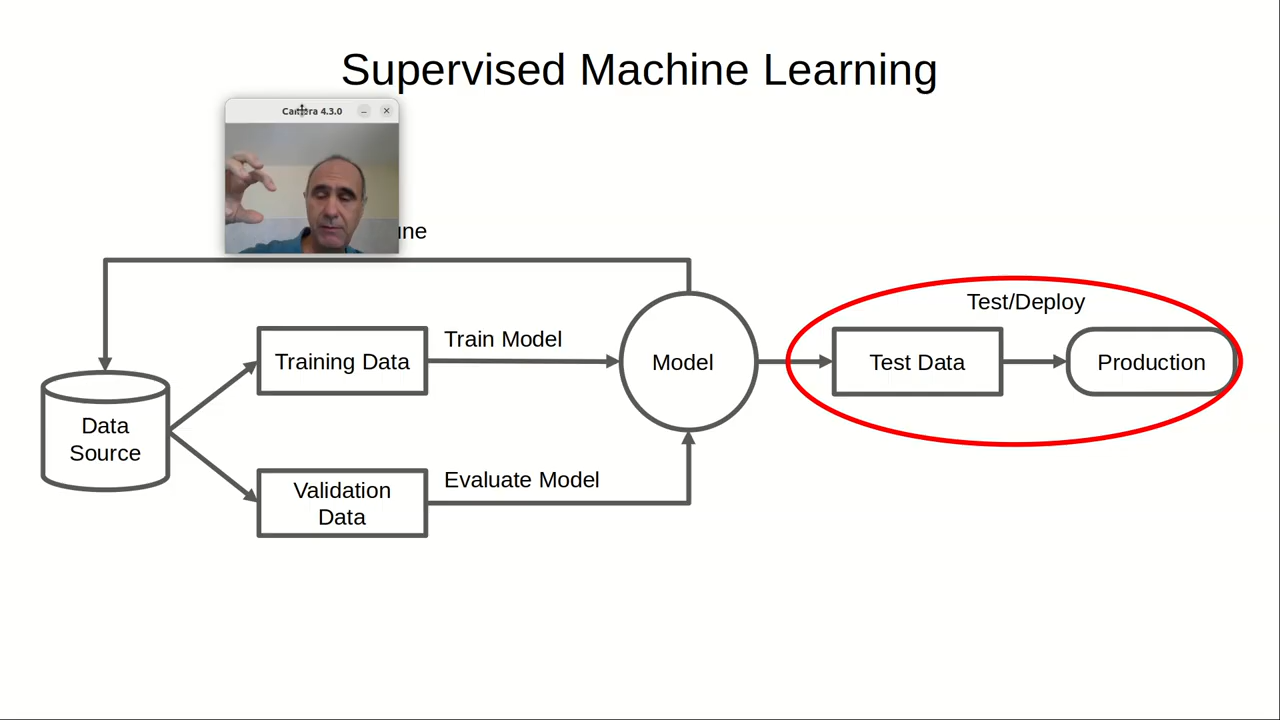 Supervised Machine Learning
Camera 4.3.0
Train Model
Training Data
Model
Test/Deploy
Test Data
Production
Data
Source
Evaluate Model
Validation
Data